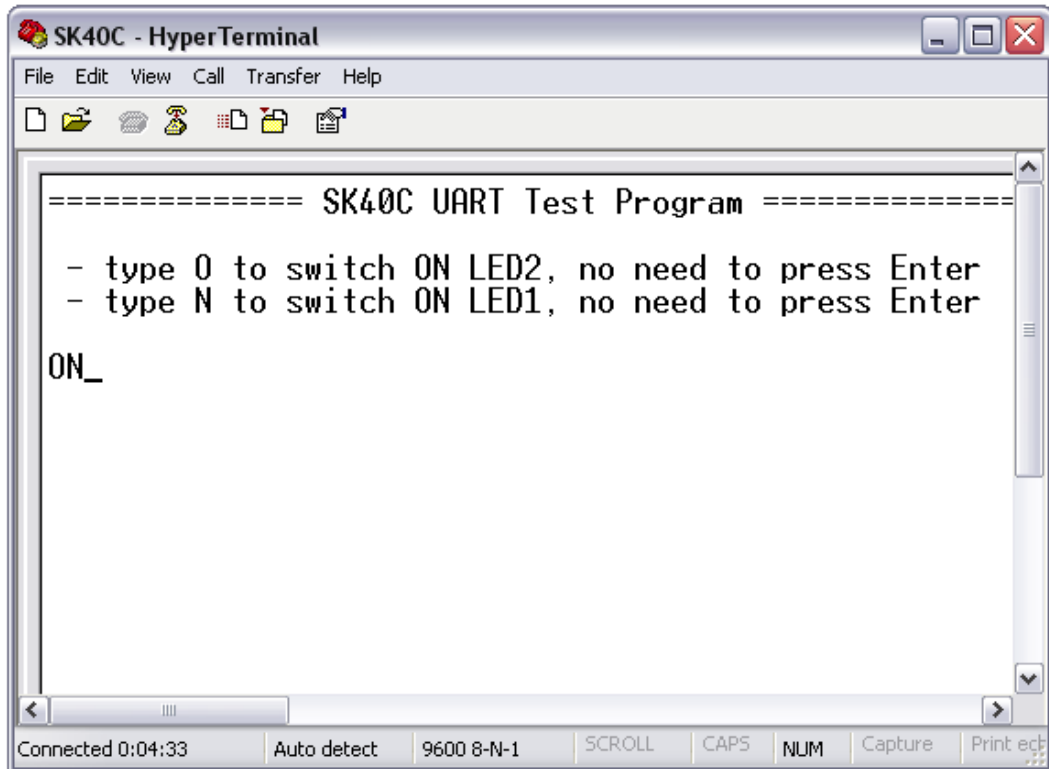 SK40C - HyperTerminal
File Edit View Call Transfer Help
============== SK40C UART Test Program ==============
- type O to switch ON LED2, no need to press Enter
- type N to switch ON LED1, no need to press Enter
ON_
Connected 0:04:33 Auto detect 9600 8-N-1 SCROLL CAPS NUM Capture Print ech